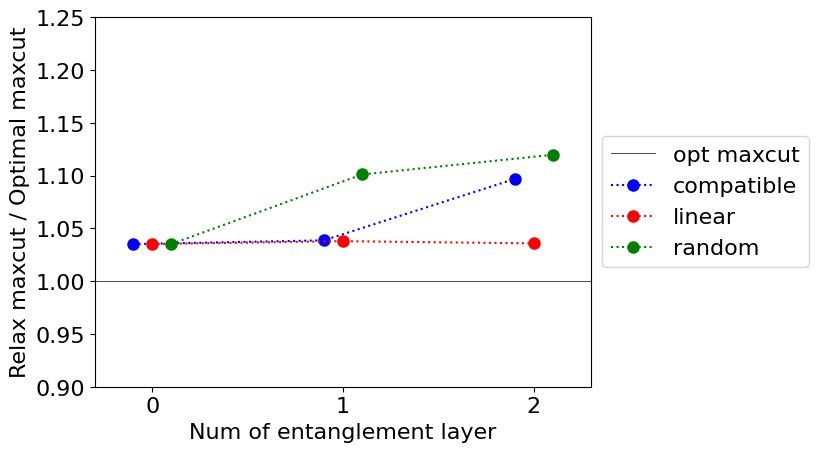 Relax maxcut / Optimal maxcut
1.25
1.20
1.15
1.10
1.05
1.00
0.95
0.90
0
1
2
Num of entanglement layer
opt maxcut
compatible
linear
random